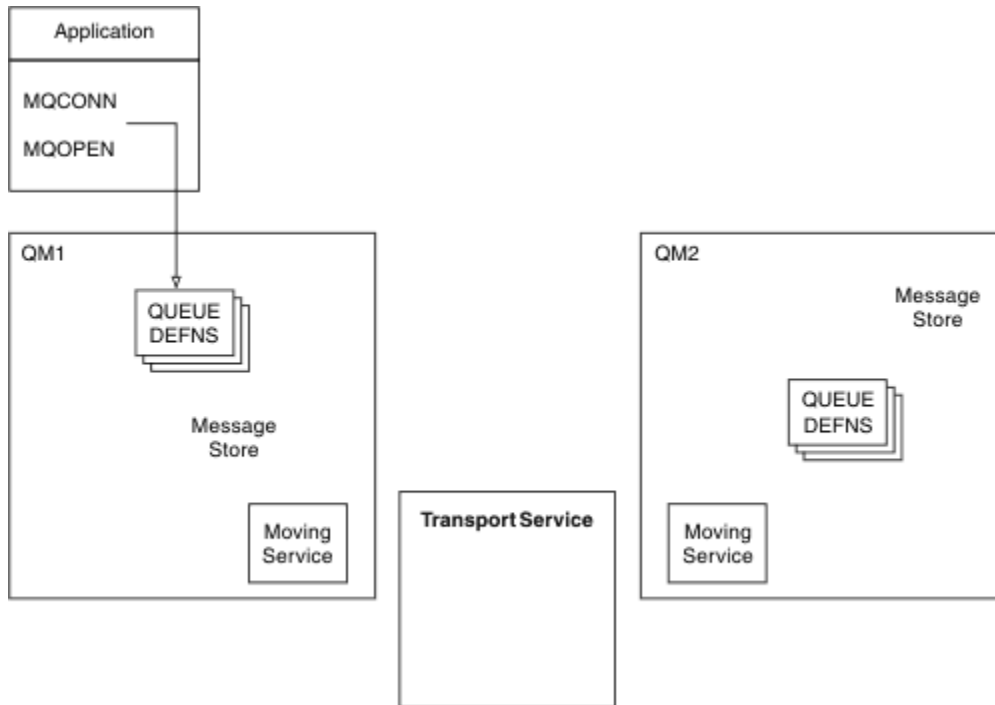 Application
MQCONN
MQOPEN
QM1
QUEUE
DEFNS
Message
Store
Moving
Service
Transport Service
QM2
Message
Store
QUEUE
DEFNS
Moving
Service